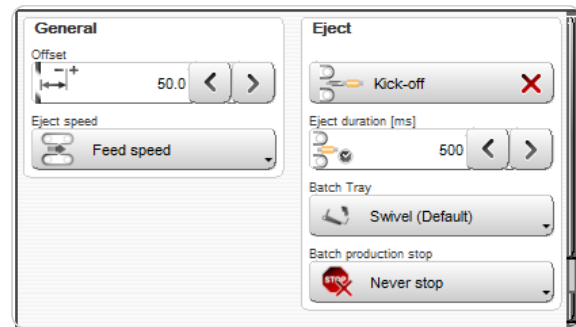 General
Offset
50.0
Eject speed
Feed speed
Eject
Kick-off
Eject duration [ms]
500
Batch Tray
Swivel (Default)
Batch production stop
STOP
Never stop